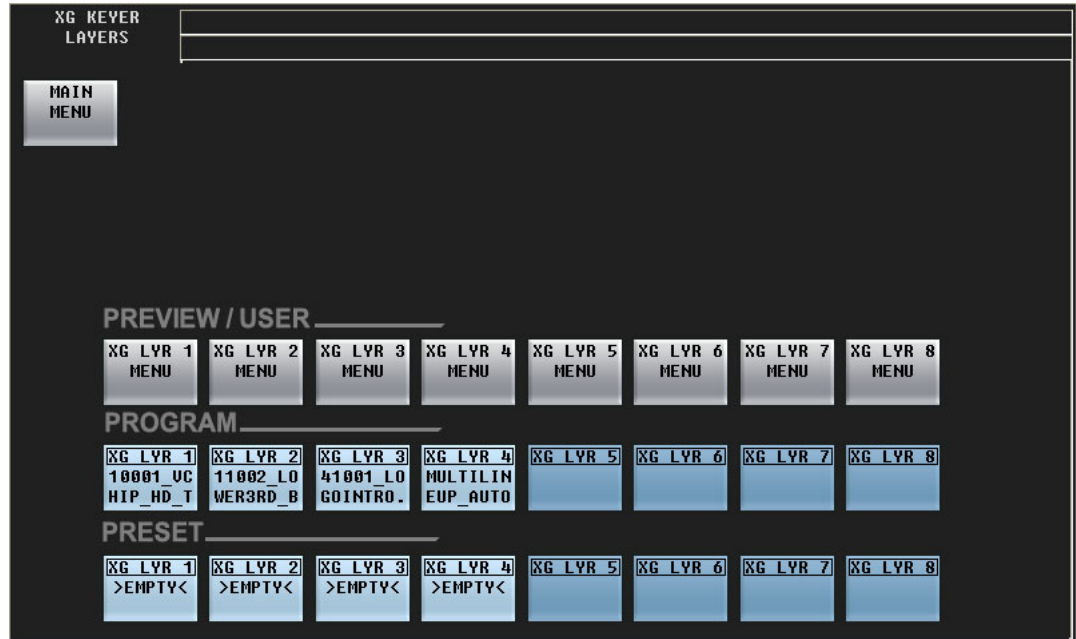 XG KEYER
LAYERS
MAIN
MENU
PREVIEW / USER
XG LYR 1 XG LYR 2 XG LYR 3 XG LYR 4 XG LYR 5 XG LYR 6 XG LYR 7 XG LYR 8
MENU MENU MENU MENU MENU MENU MENU MENU
PROGRAM
XG LYR 1 XG LYR 2 XG LYR 3 XG LYR 4 XG LYR 5 XG LYR 6 XG LYR 7 XG LYR 8
10001_VC 11002_LO 41001_LO MULTILIN
HIP_HD_T WER3RD_B GOINTRO. EUP_AUTO
PRESET
XG LYR 1 XG LYR 2 XG LYR 3 XG LYR 4 XG LYR 5 XG LYR 6 XG LYR 7 XG LYR 8
>EMPTY< >EMPTY< >EMPTY< >EMPTY<